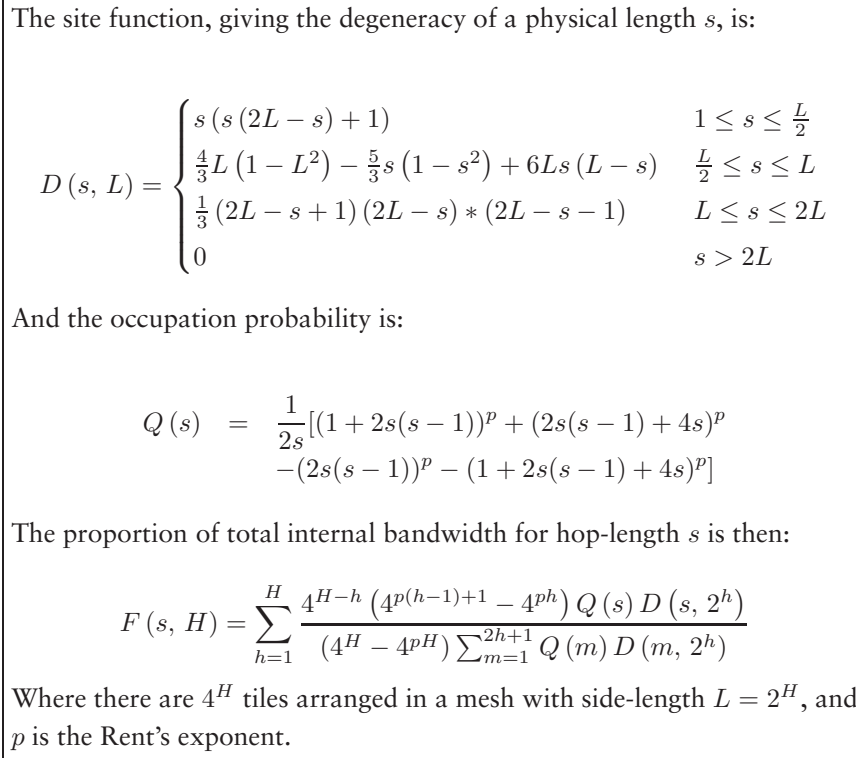 The site function, giving the degeneracy of a physical length s, is:
D (s, L) = { s (s (2L − s) + 1) 1 ≤ s ≤ L/2
4/3 L (1 − L²) − 5/3 s (1 − s²) + 6Ls (L − s) L/2 ≤ s ≤ L
1/3 (2L − s + 1) (2L − s) ∗ (2L − s − 1) L ≤ s ≤ 2L
0 s > 2L
And the occupation probability is:
Q (s) = 1/2s [(1 + 2s(s − 1))^p + (2s(s − 1) + 4s)^p
−(2s(s − 1))^p − (1 + 2s(s − 1) + 4s)^p]
The proportion of total internal bandwidth for hop-length s is then:
F (s, H) = ∑_{h=1}^{H} 4^{H−h} (4^{p(h−1)+1} − 4^{ph}) Q (s) D (s, 2^h) / (4^H − 4^{pH}) ∑_{m=1}^{2h+1} Q (m) D (m, 2^h)
Where there are 4^H tiles arranged in a mesh with side-length L = 2^H, and
p is the Rent's exponent.